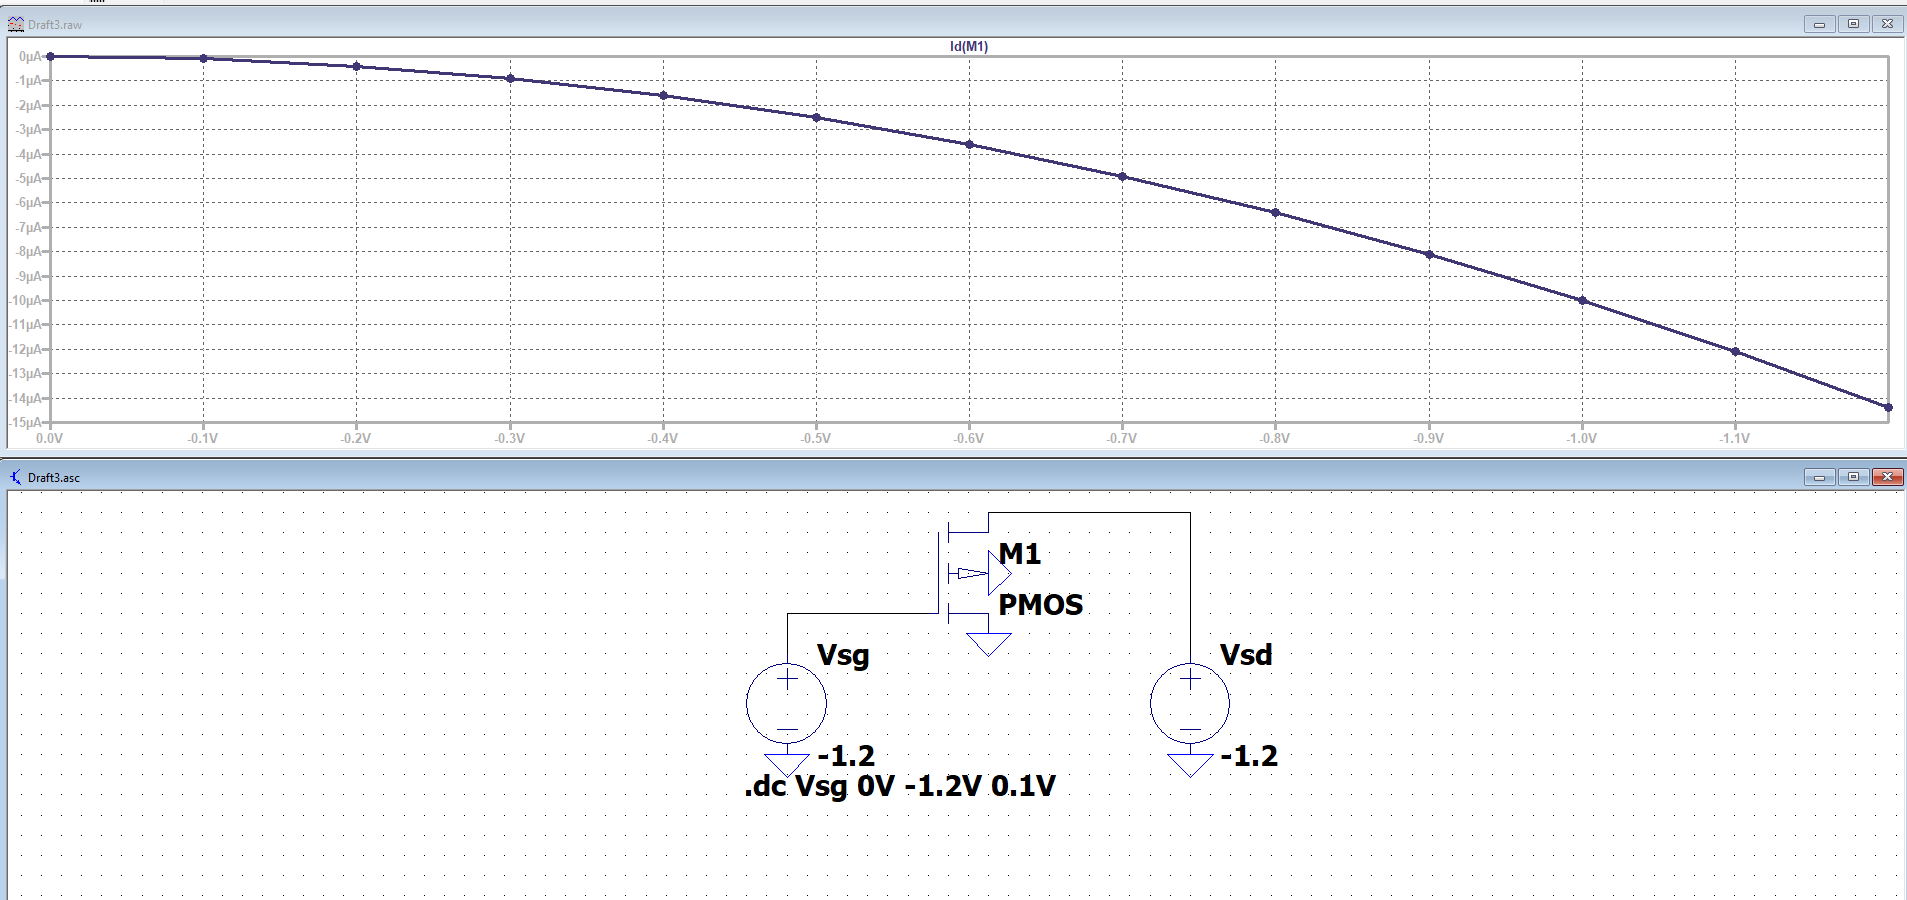 Draft3.raw
Id(M1)
0µA
-1µA
-2µA
-3µA
-4µA
-5µA
-6µA
-7µA
-8µA
-9µA
-10µA
-11µA
-12µA
-13µA
-14µA
-15µA
0.0V -0.1V -0.2V -0.3V -0.4V -0.5V -0.6V -0.7V -0.8V -0.9V -1.0V -1.1V
Draft3.asc
M1
PMOS
Vsg Vsd
-1.2 -1.2
.dc Vsg 0V -1.2V 0.1V